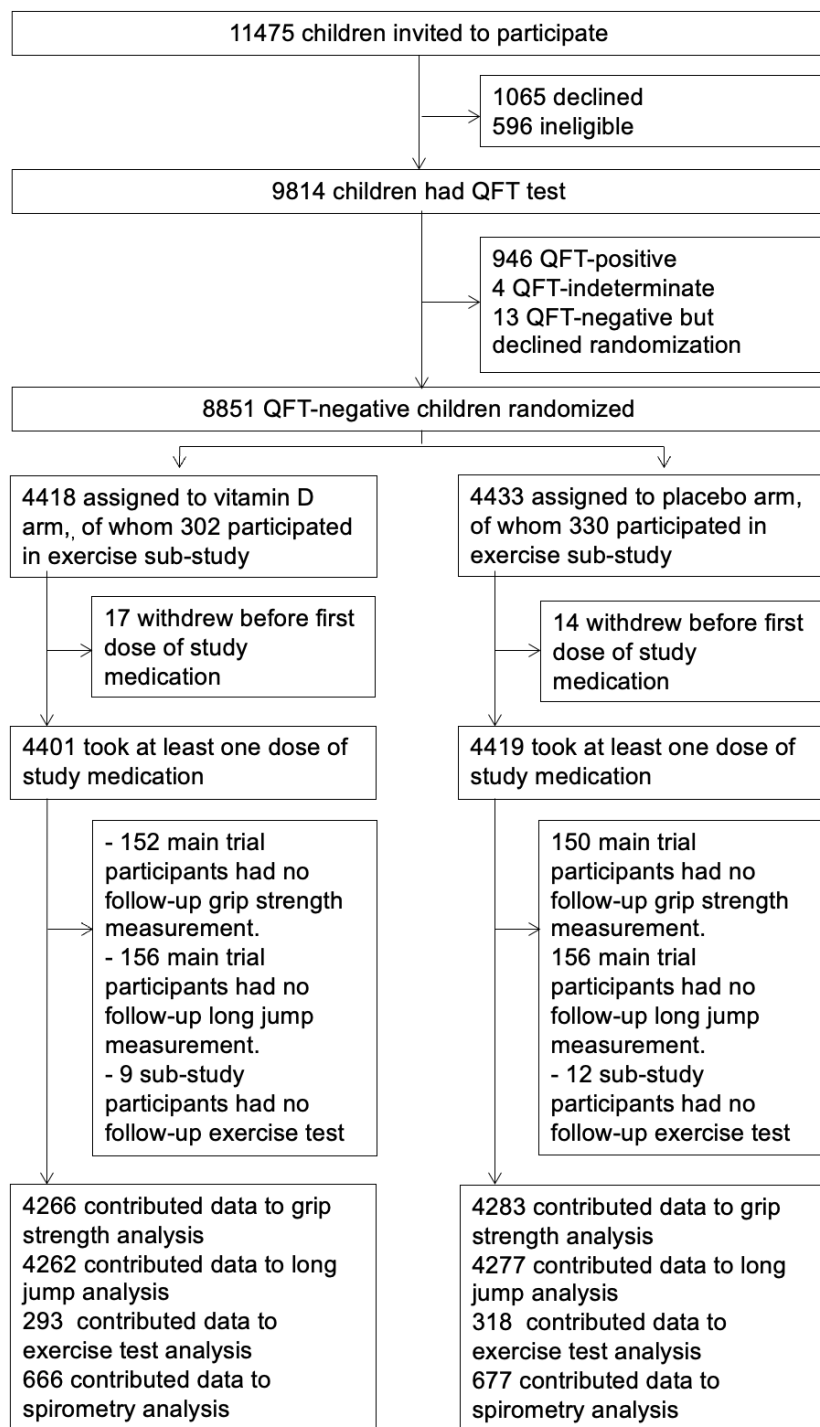 11475 children invited to participate
1065 declined
596 ineligible
9814 children had QFT test
946 QFT-positive
4 QFT-indeterminate
13 QFT-negative but
declined randomization
8851 QFT-negative children randomized
4418 assigned to vitamin D
arm,, of whom 302 participated
in exercise sub-study
4433 assigned to placebo arm,
of whom 330 participated in
exercise sub-study
17 withdrew before first
dose of study
medication
14 withdrew before first
dose of study
medication
4401 took at least one dose of
study medication
4419 took at least one dose of
study medication
- 152 main trial
participants had no
follow-up grip strength
measurement.
- 156 main trial
participants had no
follow-up long jump
measurement.
- 9 sub-study
participants had no
follow-up exercise test
150 main trial
participants had no
follow-up grip strength
measurement.
156 main trial
participants had no
follow-up long jump
measurement.
- 12 sub-study
participants had no
follow-up exercise test
4266 contributed data to grip
strength analysis
4262 contributed data to long
jump analysis
293  contributed data to
exercise test analysis
666 contributed data to
spirometry analysis
4283 contributed data to grip
strength analysis
4277 contributed data to long
jump analysis
318  contributed data to
exercise test analysis
677 contributed data to
spirometry analysis